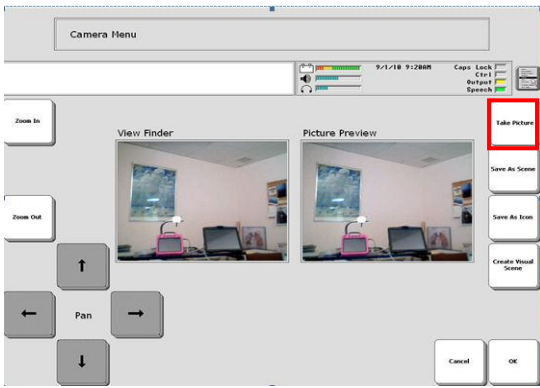 Camera Menu
9/1/10 9:20AM
Caps Lock
Ctrl
Output
Speech
Zoom In
View Finder
Picture Preview
Take Picture
Save As Scene
Zoom Out
Save As Icon
Create Visual
Scene
Pan
Cancel
OK